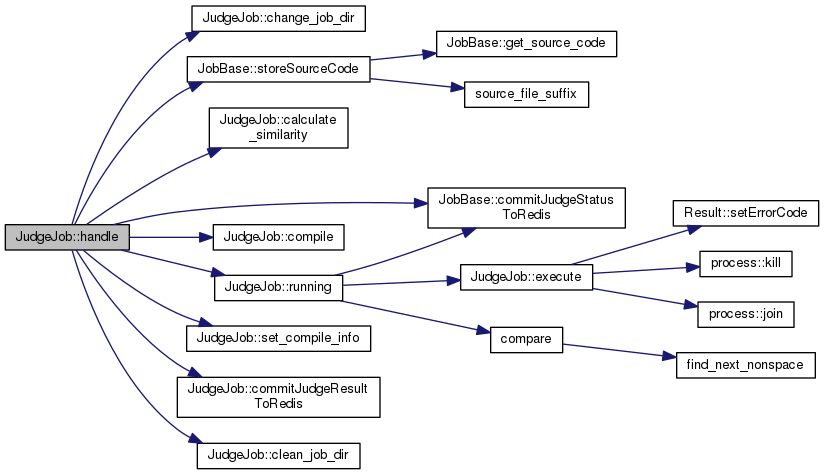 JudgeJob::change_job_dir
JobBase::get_source_code
JobBase::storeSourceCode
source_file_suffix
JudgeJob::calculate
_similarity
JobBase::commitJudgeStatus
ToRedis
Result::setErrorCode
JudgeJob::handle
JudgeJob::compile
process::kill
JudgeJob::execute
JudgeJob::running
process::join
JudgeJob::set_compile_info
compare
find_next_nonspace
JudgeJob::commitJudgeResult
ToRedis
JudgeJob::clean_job_dir